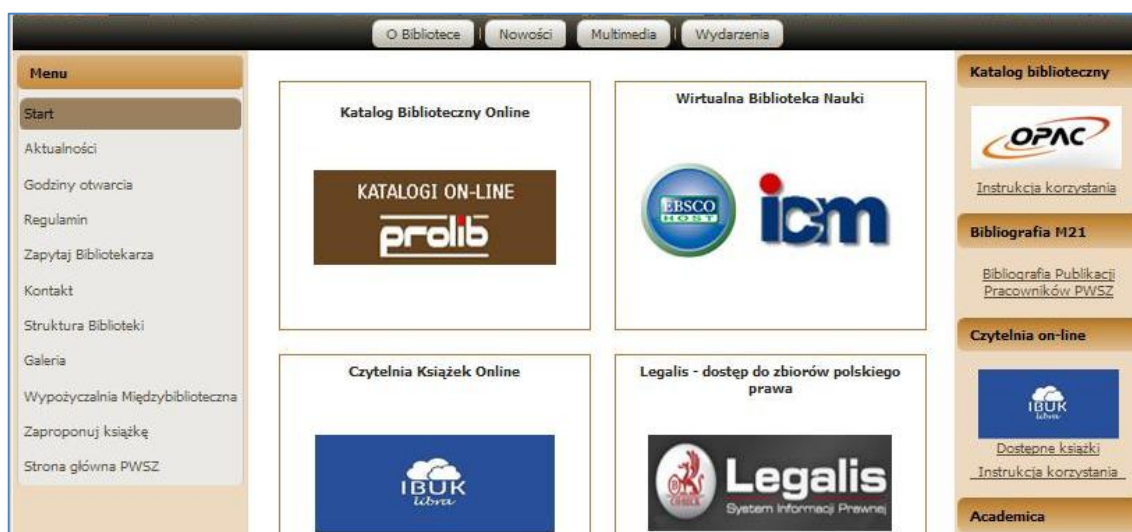 O Bibliotece
Nowości
Multimedia
Wydarzenia
Menu
Start
Aktualności
Godziny otwarcia
Regulamin
Zapytaj Bibliotekarza
Kontakt
Struktura Biblioteki
Galeria
Wypożyczalnia Międzybiblioteczna
Zaproponuj książkę
Strona główna PWSZ
Katalog Biblioteczny Online
KATALOGI ON-LINE
prolib
Wirtualna Biblioteka Nauki
EBSCO
HOST
icm
Czytelnia Książek Online
IBUK
libra
Legalis - dostęp do zbiorów polskiego
prawa
C.H.BECK
Legalis
System Informacji Prawnej
Katalog biblioteczny
OPAC
Instrukcja korzystania
Bibliografia M21
Bibliografia Publikacji
Pracowników PWSZ
Czytelnia on-line
IBUK
libra
Dostępne książki
Instrukcja korzystania
Academica